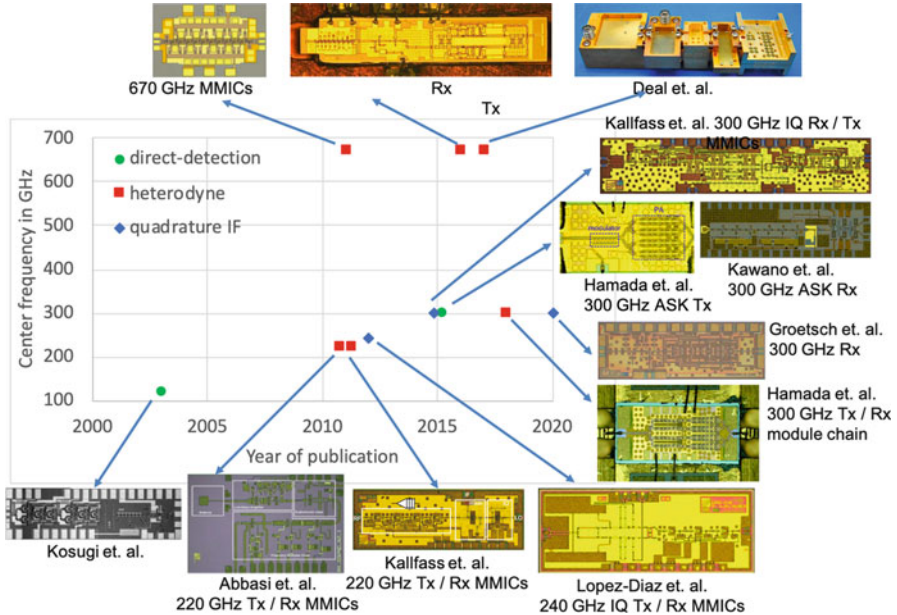 670 GHz MMICs
Rx
Deal et. al.
Tx
Kallfass et. al. 300 GHz IQ Rx / Tx
MMICs
700
direct-detection
600
heterodyne
500
quadrature IF
400
300
200
100
Center frequency in GHz
2000
2005
2010
2015
2020
Year of publication
PA
Hamada et. al.
300 GHz ASK Tx
Kawano et. al.
300 GHz ASK Rx
Groetsch et. al.
300 GHz Rx
Hamada et. al.
300 GHz Tx / Rx
module chain
Kosugi et. al.
Abbasi et. al.
220 GHz Tx / Rx MMICs
Kallfass et. al.
220 GHz Tx / Rx MMICs
Lopez-Diaz et. al.
240 GHz IQ Tx / Rx MMICs